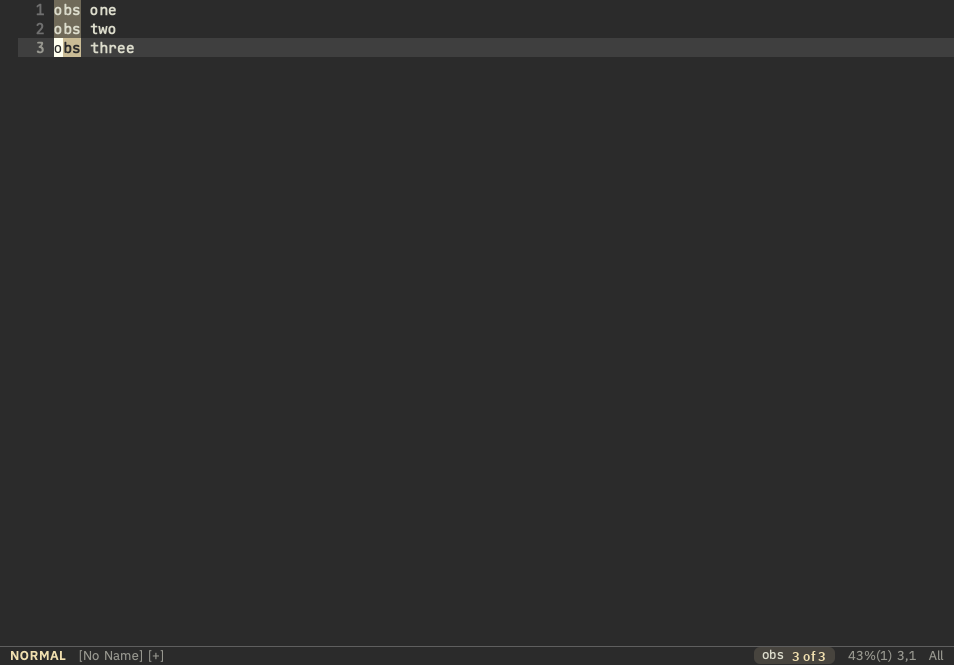 1 obs one
2 obs two
3 obs three
NORMAL [No Name] [+] obs 3 of 3 43%(1) 3,1 All